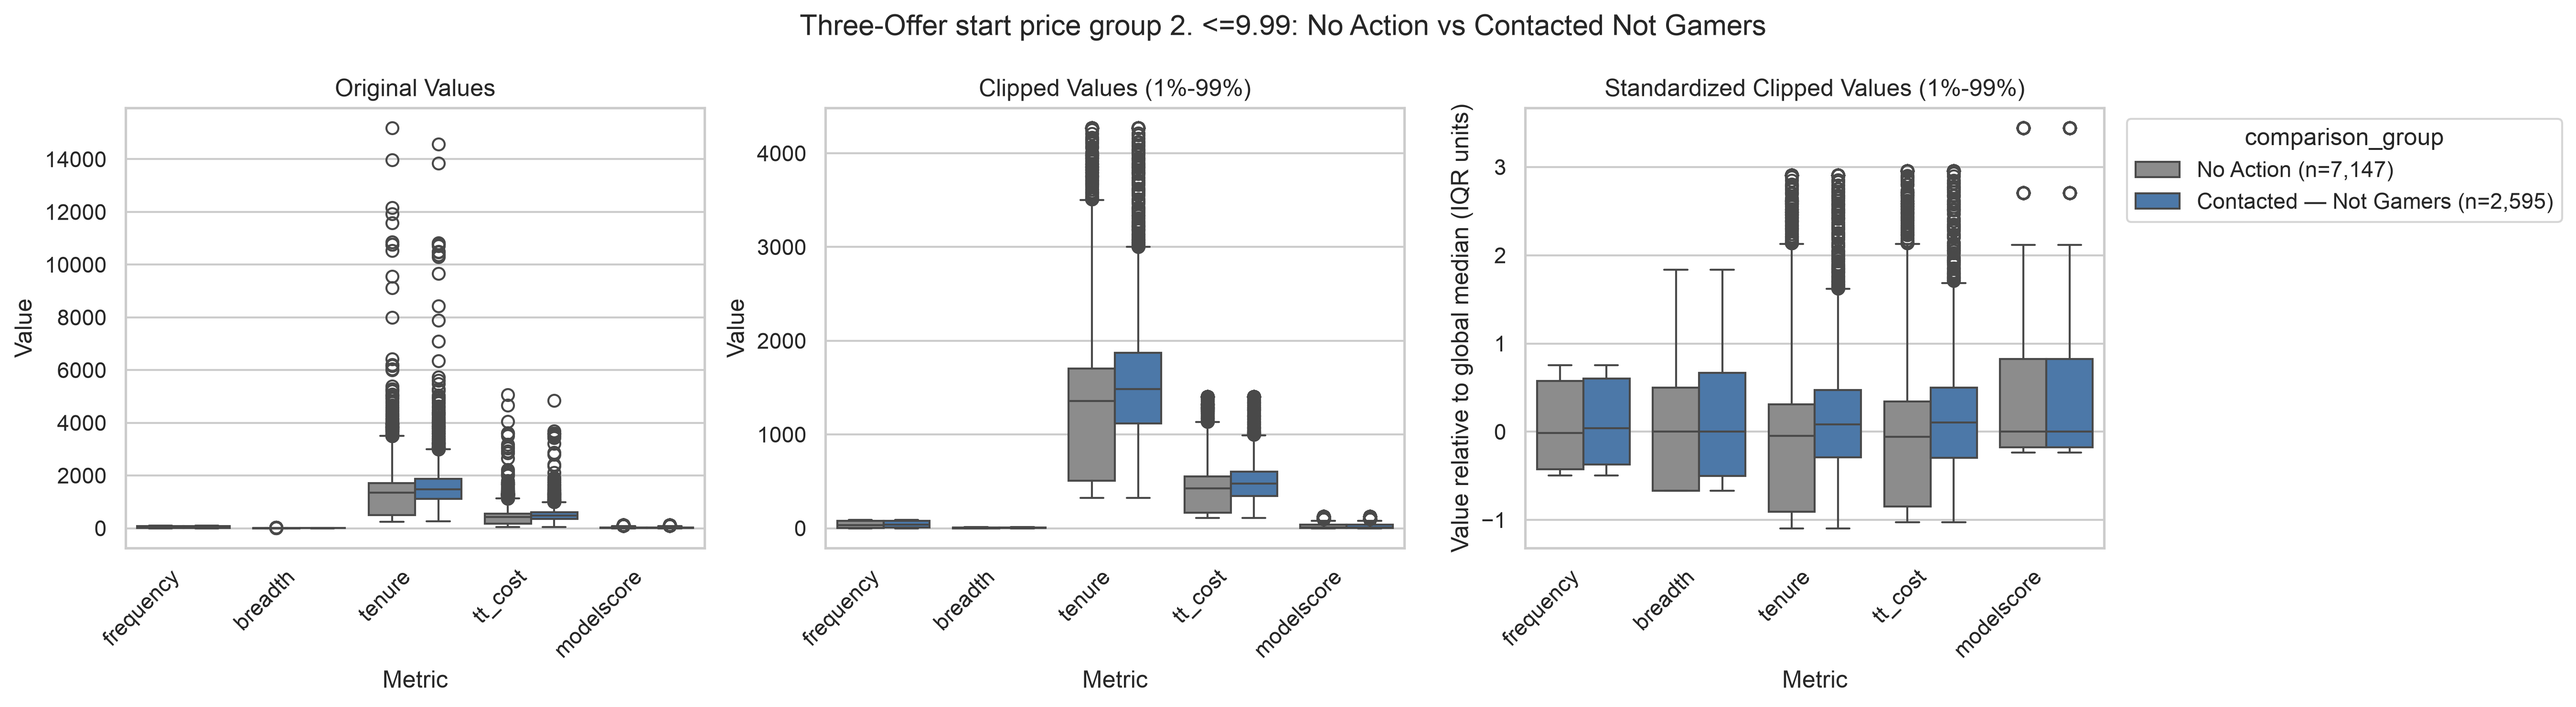 Three-Offer start price group 2. <=9.99: No Action vs Contacted Not Gamers
Original Values
Value
14000
12000
10000
8000
6000
4000
2000
0
frequency
breadth
tenure
tt_cost
modelscore
Metric
Clipped Values (1%-99%)
Value
4000
3000
2000
1000
0
frequency
breadth
tenure
tt_cost
modelscore
Metric
Standardized Clipped Values (1%-99%)
Value relative to global median (IQR units)
3
2
1
0
−1
frequency
breadth
tenure
tt_cost
modelscore
Metric
comparison_group
No Action (n=7,147)
Contacted — Not Gamers (n=2,595)